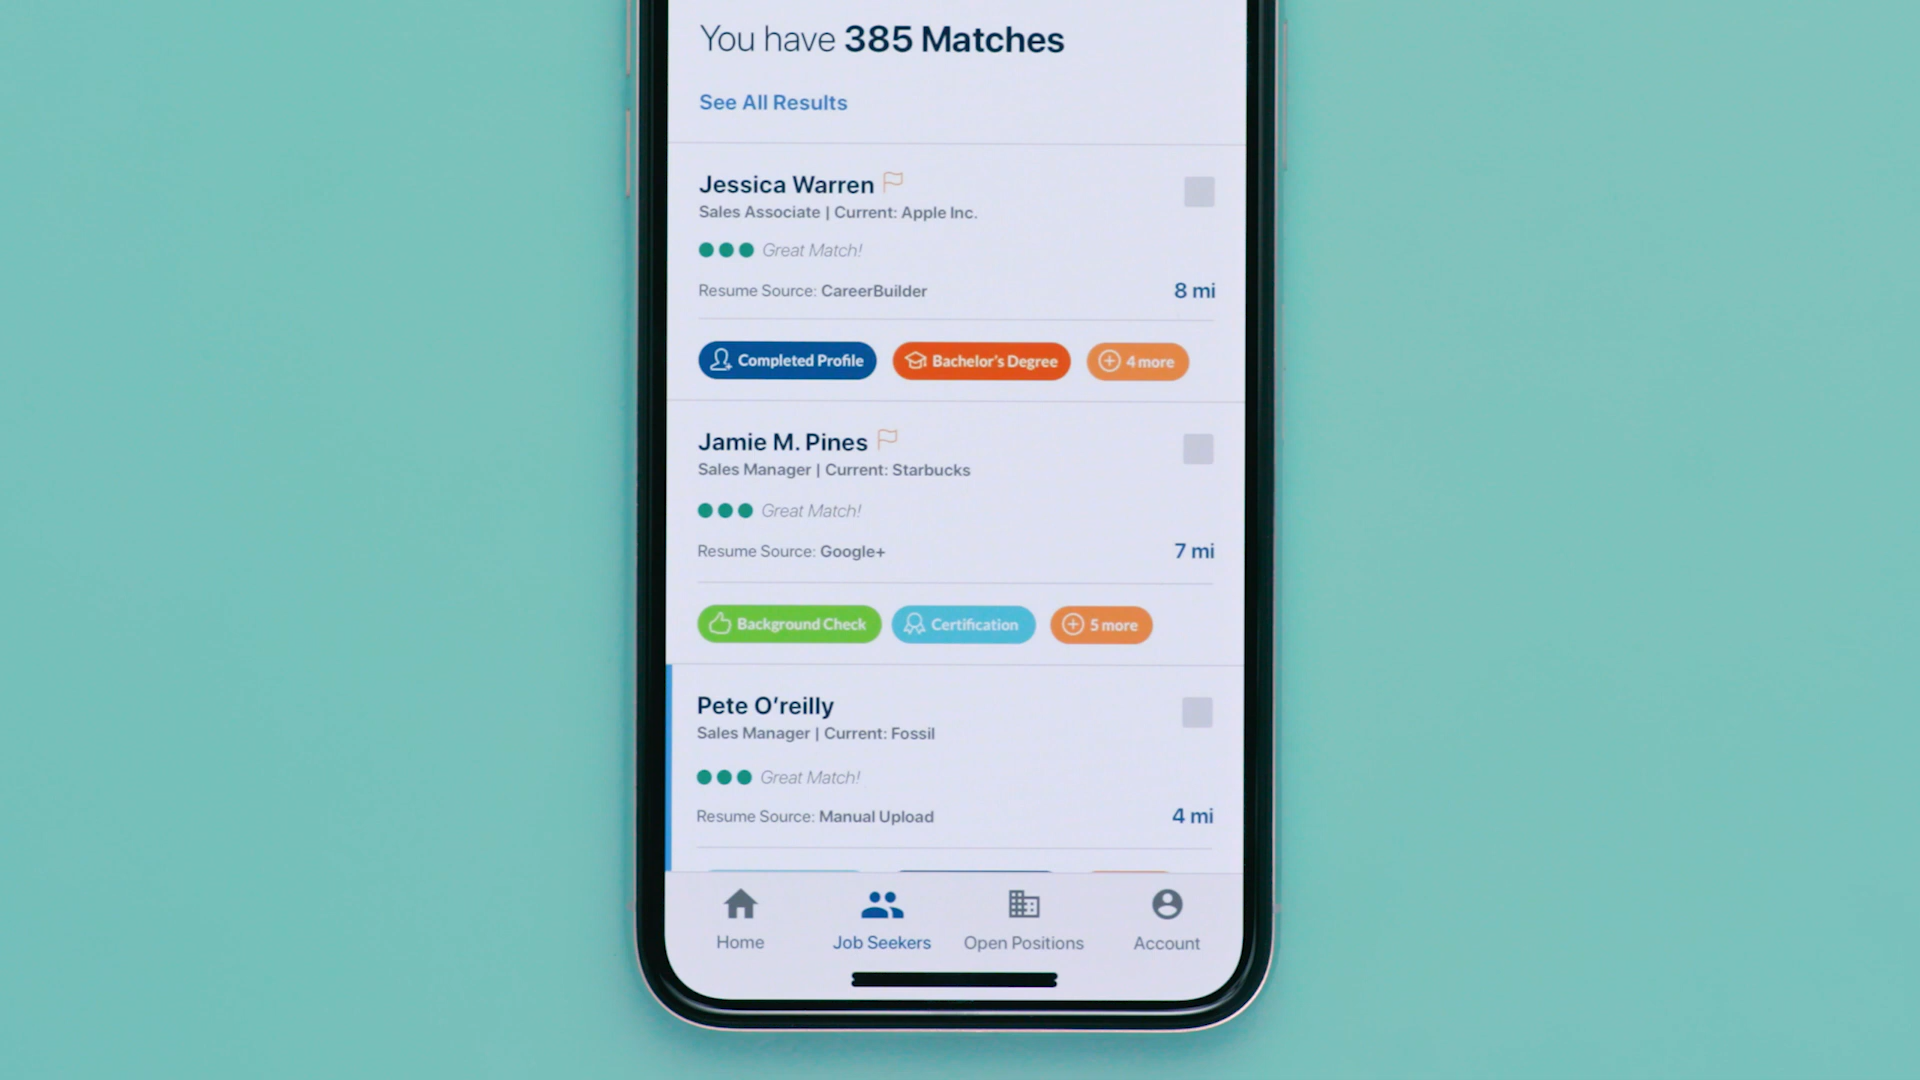 You have 385 Matches
See All Results
Jessica Warren
Sales Associate | Current: Apple Inc.
Great Match!
Resume Source: CareerBuilder
8 mi
Completed Profile
Bachelor's Degree
4 more
Jamie M. Pines
Sales Manager | Current: Starbucks
Great Match!
Resume Source: Google+
7 mi
Background Check
Certification
5 more
Pete O'reilly
Sales Manager | Current: Fossil
Great Match!
Resume Source: Manual Upload
4 mi
Home
Job Seekers
Open Positions
Account